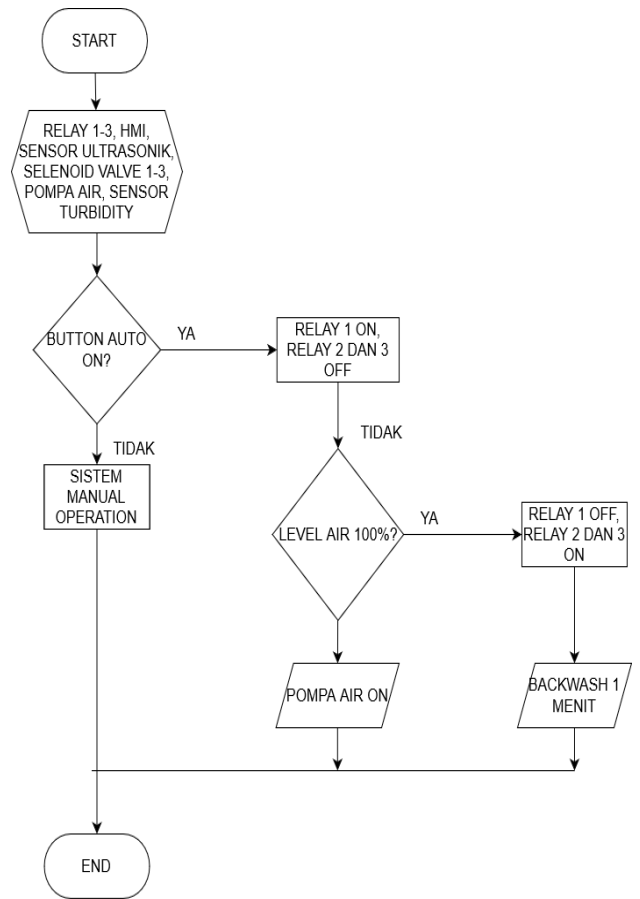 START
RELAY 1-3, HMI,
SENSOR ULTRASONIK,
SELENOID VALVE 1-3,
POMPA AIR, SENSOR
TURBIDITY
BUTTON AUTO
ON?
YA
RELAY 1 ON,
RELAY 2 DAN 3
OFF
TIDAK
SISTEM
MANUAL
OPERATION
TIDAK
LEVEL AIR 100%?
YA
RELAY 1 OFF,
RELAY 2 DAN 3
ON
POMPA AIR ON
BACKWASH 1
MENIT
END